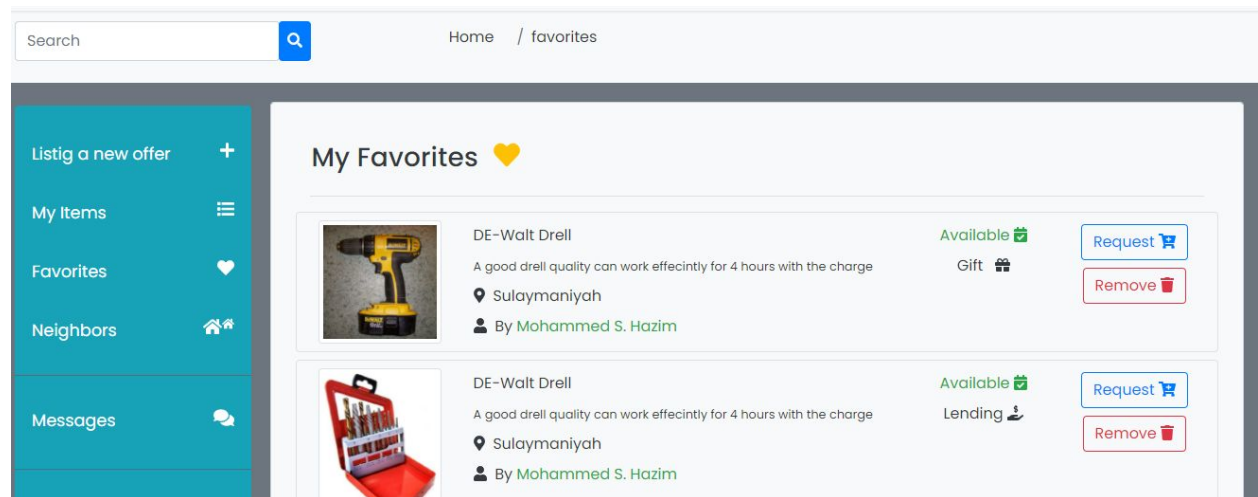 Search
Home / favorites
Listig a new offer
My Items
Favorites
Neighbors
Messages
My Favorites
DE-Walt Drell
A good drell quality can work effecintly for 4 hours with the charge
Sulaymaniyah
By Mohammed S. Hazim
Available
Gift
Request
Remove
DE-Walt Drell
A good drell quality can work effecintly for 4 hours with the charge
Sulaymaniyah
By Mohammed S. Hazim
Available
Lending
Request
Remove